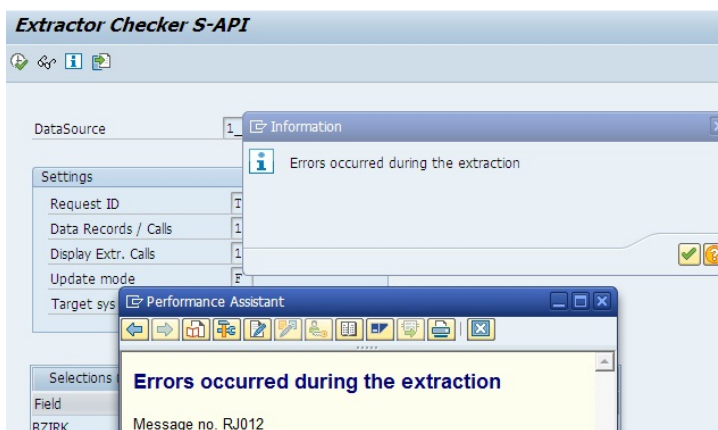 Extractor Checker S-API
DataSource
1_
Information
Errors occurred during the extraction
Settings
Request ID
T
Data Records / Calls
1
Display Extr. Calls
1
Update mode
F
Target sys
Performance Assistant
Selections
Errors occurred during the extraction
Field
Message no. RJ012
BZIRK